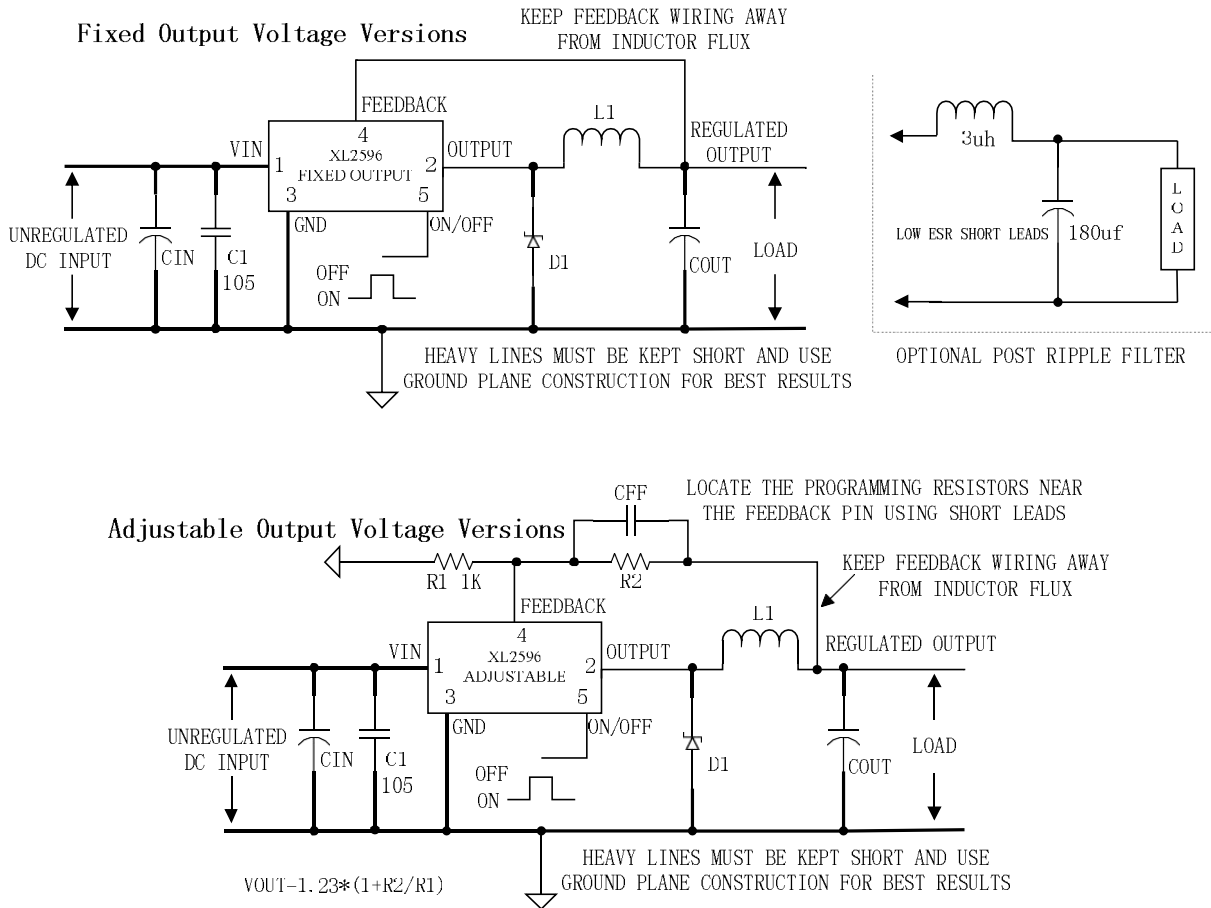 Fixed Output Voltage Versions
KEEP FEEDBACK WIRING AWAY
FROM INDUCTOR FLUX
FEEDBACK
4
XL2596
FIXED OUTPUT
VIN
1
2
OUTPUT
3
5
GND
ON/OFF
L1
REGULATED
OUTPUT
UNREGULATED
DC INPUT
CIN
C1
105
OFF
ON
D1
COUT
LOAD
HEAVY LINES MUST BE KEPT SHORT AND USE
GROUND PLANE CONSTRUCTION FOR BEST RESULTS
3uh
LOW ESR SHORT LEADS
180uf
LOAD
OPTIONAL POST RIPPLE FILTER
Adjustable Output Voltage Versions
CFF
LOCATE THE PROGRAMMING RESISTORS NEAR
THE FEEDBACK PIN USING SHORT LEADS
R1 1K
R2
KEEP FEEDBACK WIRING AWAY
FROM INDUCTOR FLUX
FEEDBACK
4
XL2596
ADJUSTABLE
VIN
1
2
OUTPUT
3
5
GND
ON/OFF
L1
REGULATED OUTPUT
UNREGULATED
DC INPUT
CIN
C1
105
OFF
ON
D1
COUT
LOAD
HEAVY LINES MUST BE KEPT SHORT AND USE
GROUND PLANE CONSTRUCTION FOR BEST RESULTS
VOUT-1.23*(1+R2/R1)